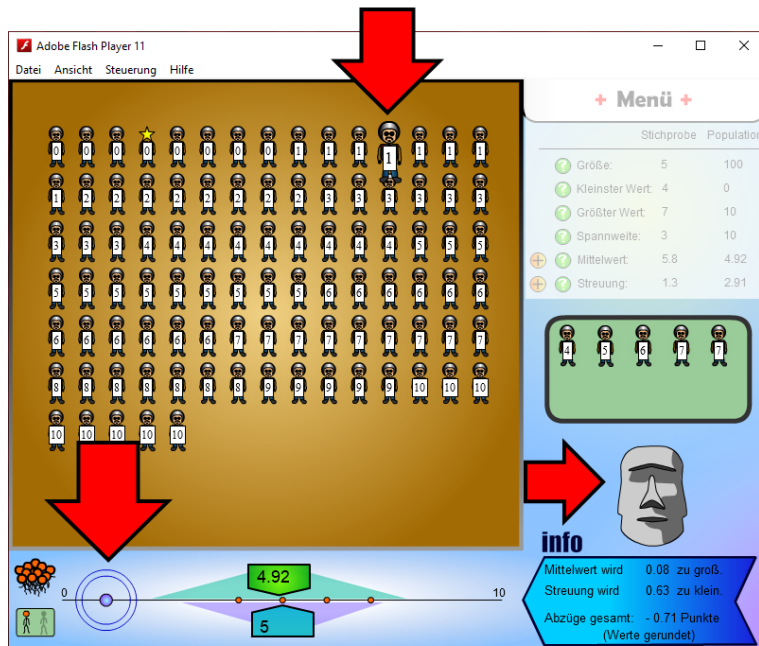 Adobe Flash Player 11
Datei Ansicht Steuerung Hilfe
0 0 0 0 0 0 0 0 1 1 1 1 1 1 1
1 2 2 2 2 2 2 2 3 3 3 3 3 3 3
3 3 3 4 4 4 4 4 4 4 4 4 5 5 5
5 5 5 5 5 5 5 5 5 6 6 6 6 6 6
6 6 6 6 6 6 7 7 7 7 7 7 7 7 7
8 8 8 8 8 8 8 9 9 9 9 9 10 10 10
10 10 10 10 10
+ Menü +
Stichprobe Population
? Größe: 5 100
? Kleinster Wert: 4 0
? Größter Wert: 7 10
? Spannweite: 3 10
+ ? Mittelwert: 5.8 4.92
+ ? Streuung: 1.3 2.91
4 5 6 7 7
info
Mittelwert wird 0.08 zu groß.
Streuung wird 0.63 zu klein.
Abzüge gesamt: - 0.71 Punkte
(Werte gerundet)
4.92
0 10
5